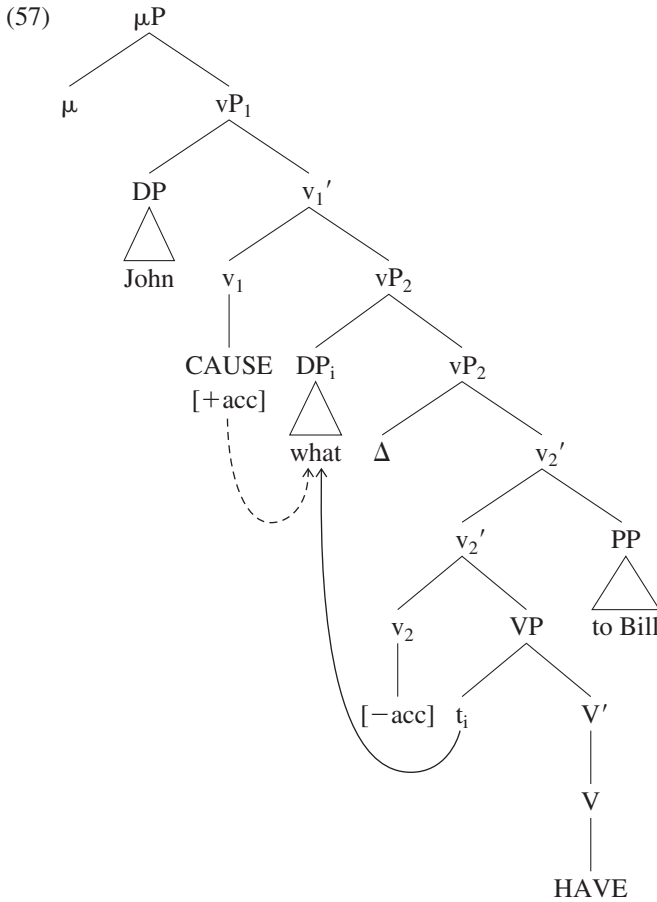 (57) μP
μ vP₁
DP v₁′
John v₁ vP₂
CAUSE DPᵢ vP₂
[+acc]
what Δ v₂′
v₂′ PP
v₂ VP to Bill
[−acc] tᵢ V′
V
HAVE